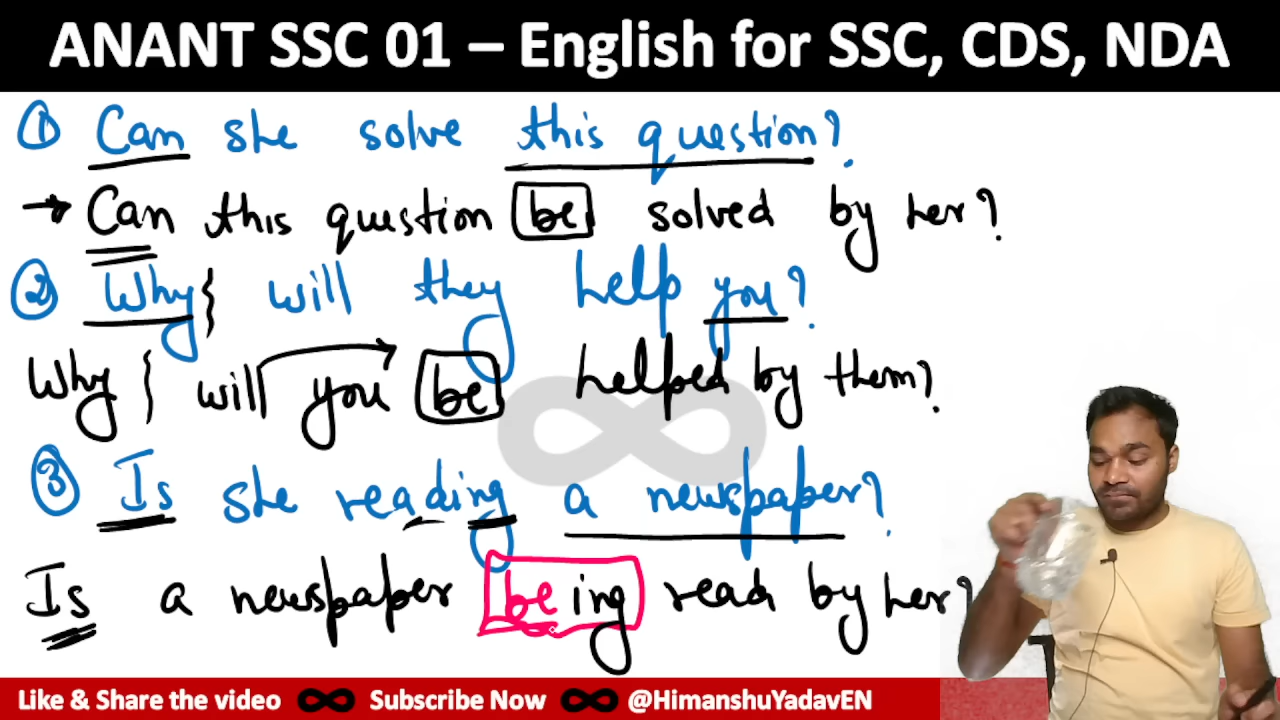 ANANT SSC 01 – English for SSC, CDS, NDA
① Can she solve this question?
→ Can this question be solved by her?
② Why will they help you?
Why will you be helped by them?
③ Is she reading a newspaper?
Is a newspaper being read by her?
Like & Share the video Subscribe Now @HimanshuYadavEN